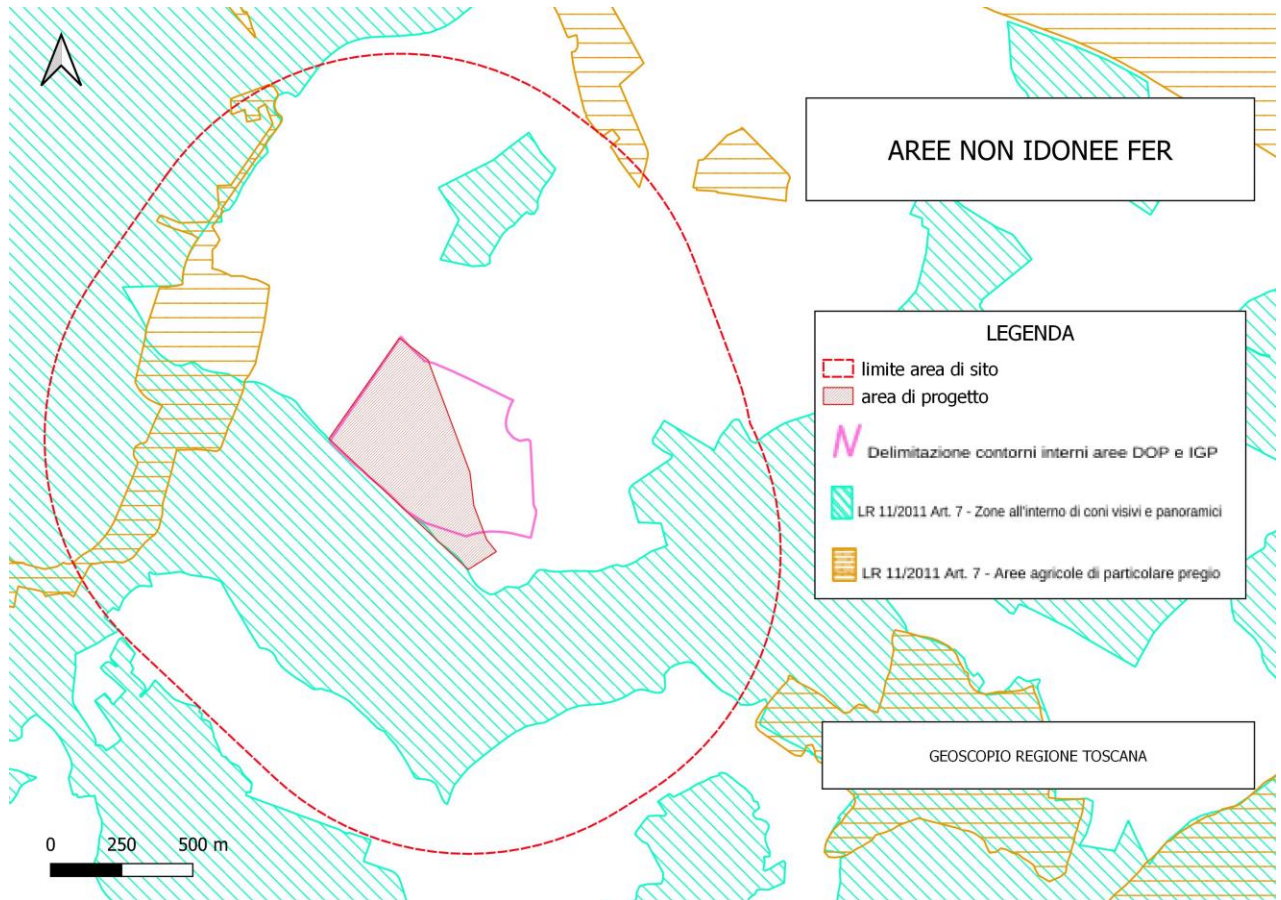 AREE NON IDONEE FER
LEGENDA
limite area di sito
area di progetto
Delimitazione contorni interni aree DOP e IGP
LR 11/2011 Art. 7 - Zone all'interno di coni visivi e panoramici
LR 11/2011 Art. 7 - Aree agricole di particolare pregio
GEOSCOPIO REGIONE TOSCANA
0 250 500 m